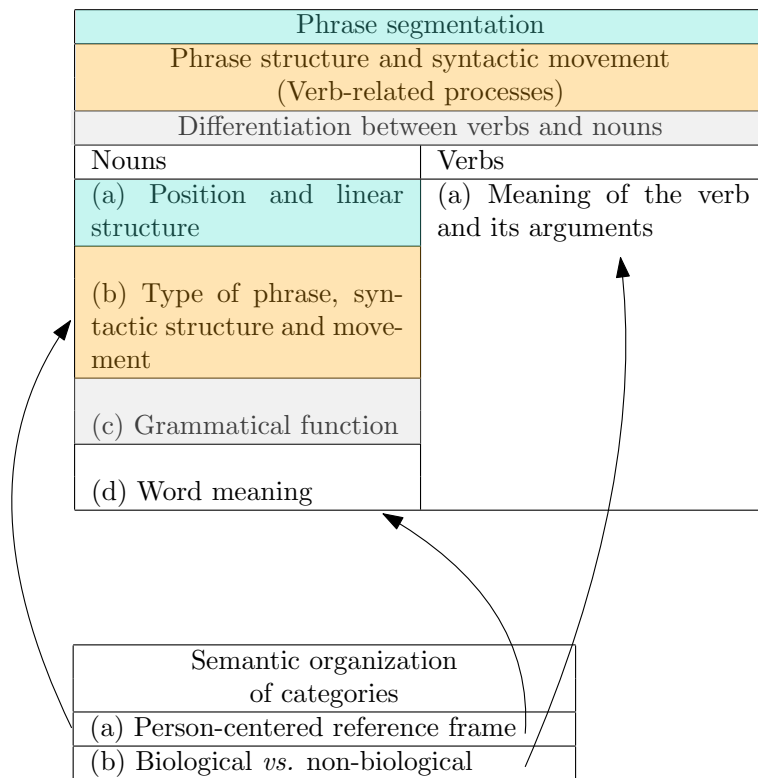 Phrase segmentation
Phrase structure and syntactic movement
(Verb-related processes)
Differentiation between verbs and nouns
Nouns
Verbs
(a) Position and linear
structure
(a) Meaning of the verb
and its arguments
(b) Type of phrase, syn-
tactic structure and move-
ment
(c) Grammatical function
(d) Word meaning
Semantic organization
of categories
(a) Person-centered reference frame
(b) Biological vs. non-biological